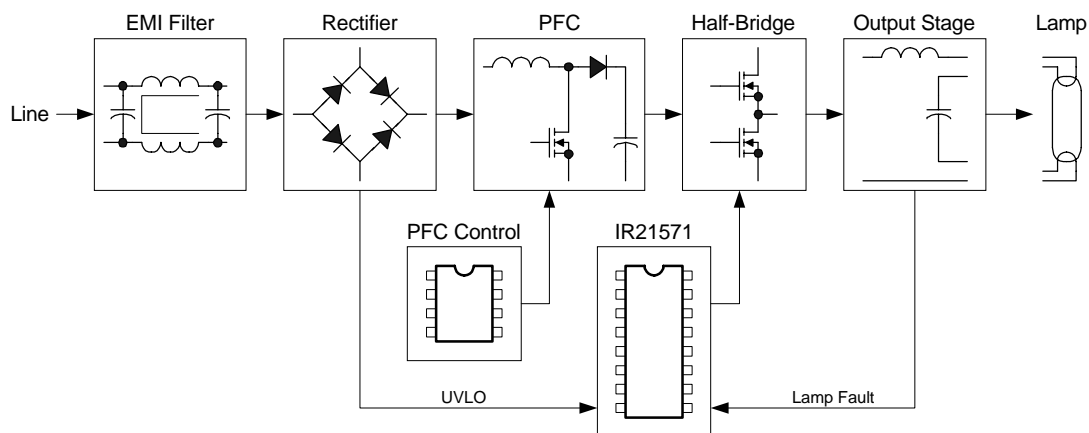 EMI Filter
Rectifier
PFC
Half-Bridge
Output Stage
Lamp
Line
PFC Control
IR21571
UVLO
Lamp Fault